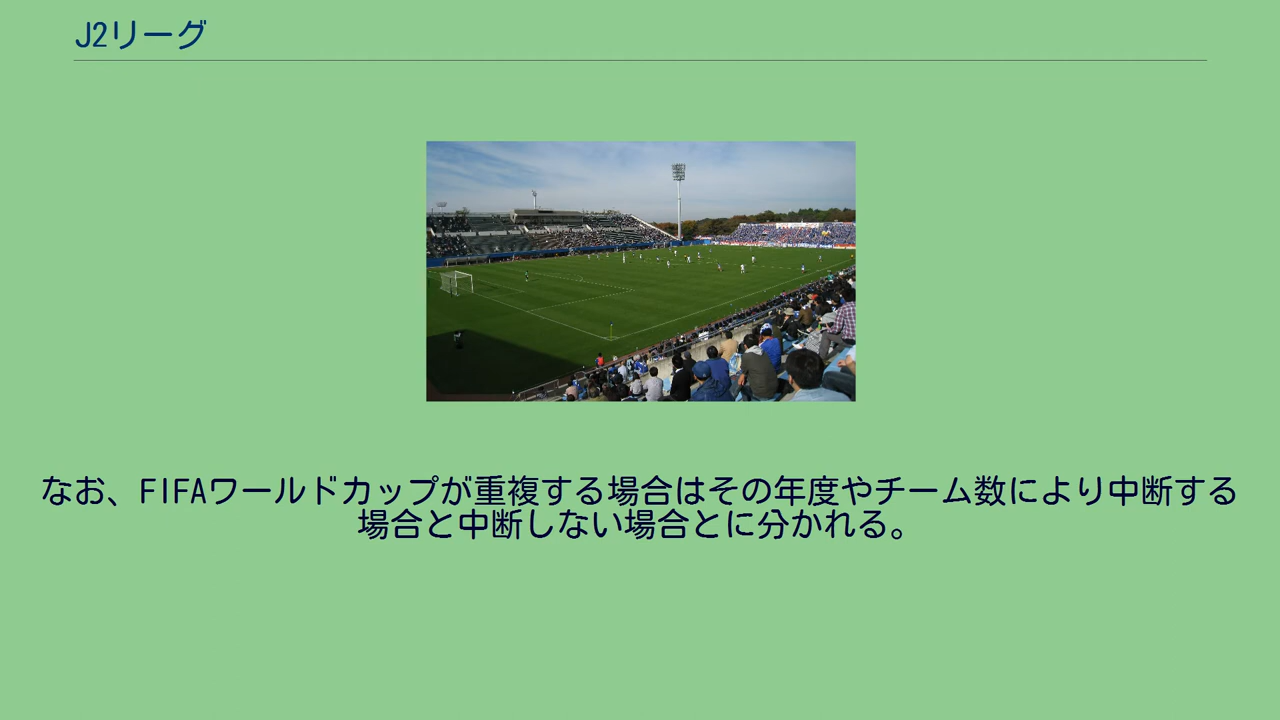 J2リーグ
なお、FIFAワールドカップが重複する場合はその年度やチーム数により中断する
場合と中断しない場合とに分かれる。